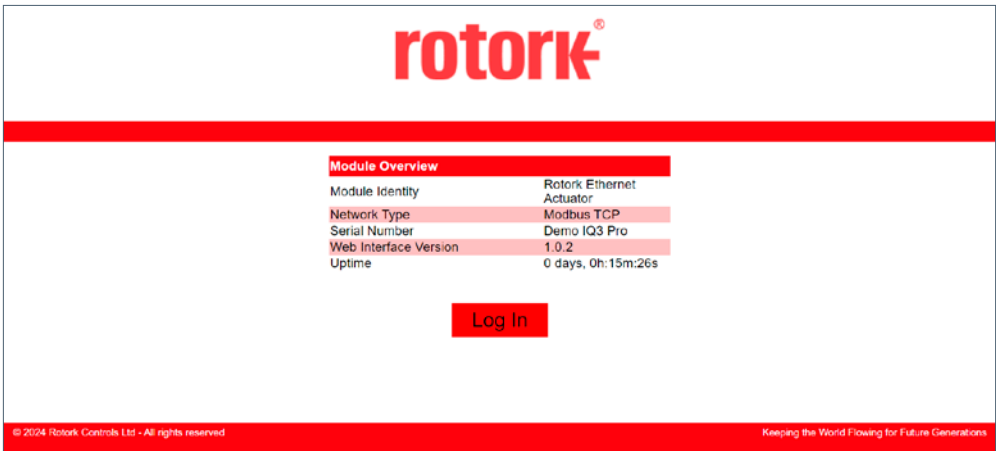 rotork®
Module Overview
Module Identity Rotork Ethernet
Actuator
Network Type Modbus TCP
Serial Number Demo IQ3 Pro
Web Interface Version 1.0.2
Uptime 0 days, 0h:15m:26s
Log In
© 2024 Rotork Controls Ltd - All rights reserved Keeping the World Flowing for Future Generations